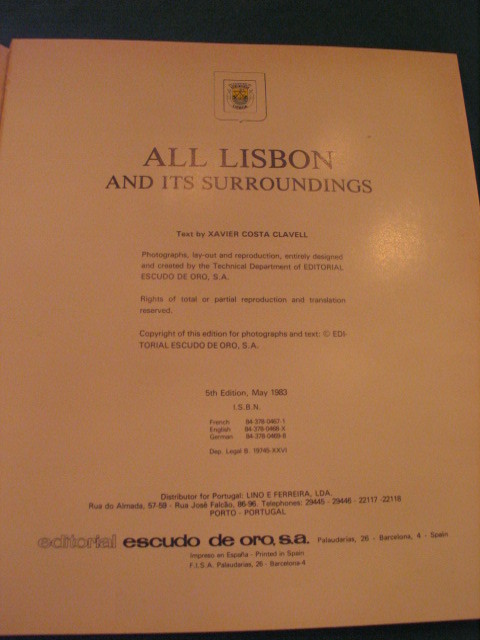 ALL LISBON
AND ITS SURROUNDINGS
Text by XAVIER COSTA CLAVELL
Photographs, lay-out and reproduction, entirely designed
and created by the Technical Department of EDITORIAL
ESCUDO DE ORO, S.A.
Rights of total or partial reproduction and translation
reserved.
Copyright of this edition for photographs and text: © EDI-
TORIAL ESCUDO DE ORO, S.A.
5th Edition, May 1983
I.S.B.N.
French 84-378-0467-1
English 84-378-0468-X
German 84-378-0469-8
Dep. Legal B. 19745-XXVI
Distributor for Portugal: LINO E FERREIRA, LDA.
Rua do Almada, 57-59 - Rua José Falcão, 86-96. Telephones: 29445 - 29446 - 22117 -22118
PORTO - PORTUGAL
editorial escudo de oro, s.a. Palaudarias, 26 - Barcelona, 4 - Spain
Impreso en España - Printed in Spain
F.I.S.A. Palaudarias, 26 - Barcelona-4